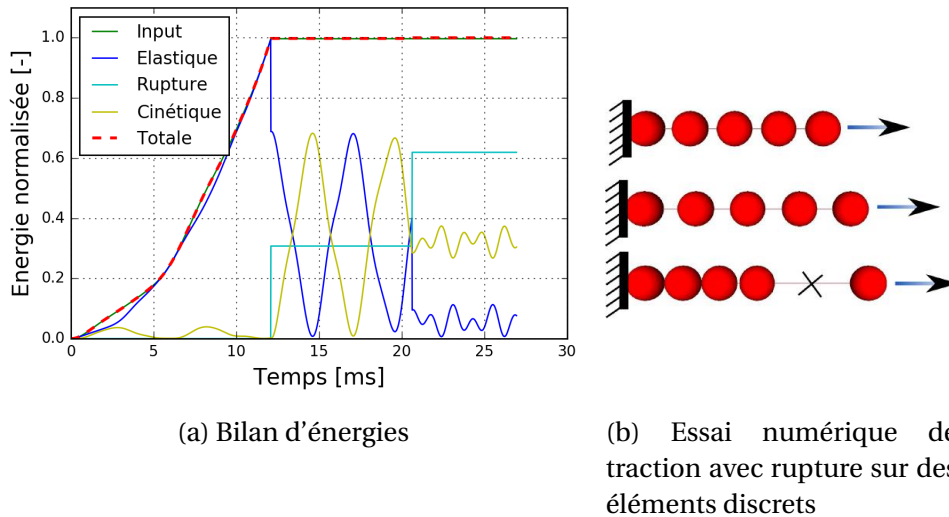 1.0
0.8
0.6
0.4
0.2
0.0
0 5 10 15 20 25 30
Energie normalisée [-]
Temps [ms]
Input
Elastique
Rupture
Cinétique
Totale
(a) Bilan d'énergies
(b) Essai numérique de
traction avec rupture sur des
éléments discrets